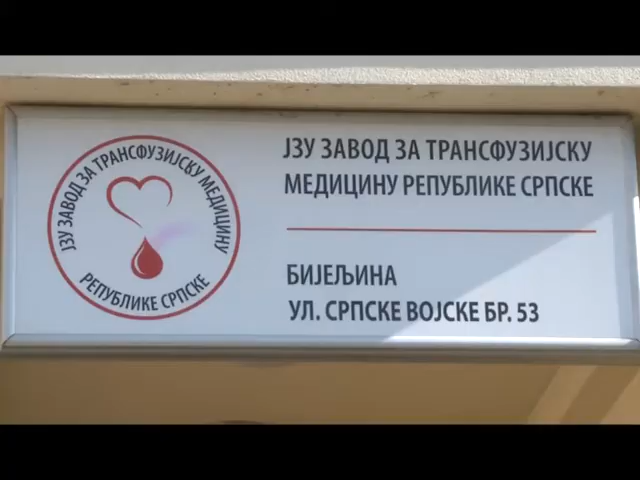 ЈЗУ ЗАВОД ЗА ТРАНСФУЗИЈСКУ МЕДИЦИНУ
РЕПУБЛИКЕ СРПСКЕ
ЈЗУ ЗАВОД ЗА ТРАНСФУЗИЈСКУ
МЕДИЦИНУ РЕПУБЛИКЕ СРПСКЕ
БИЈЕЉИНА
УЛ. СРПСКЕ ВОЈСКЕ БР. 53